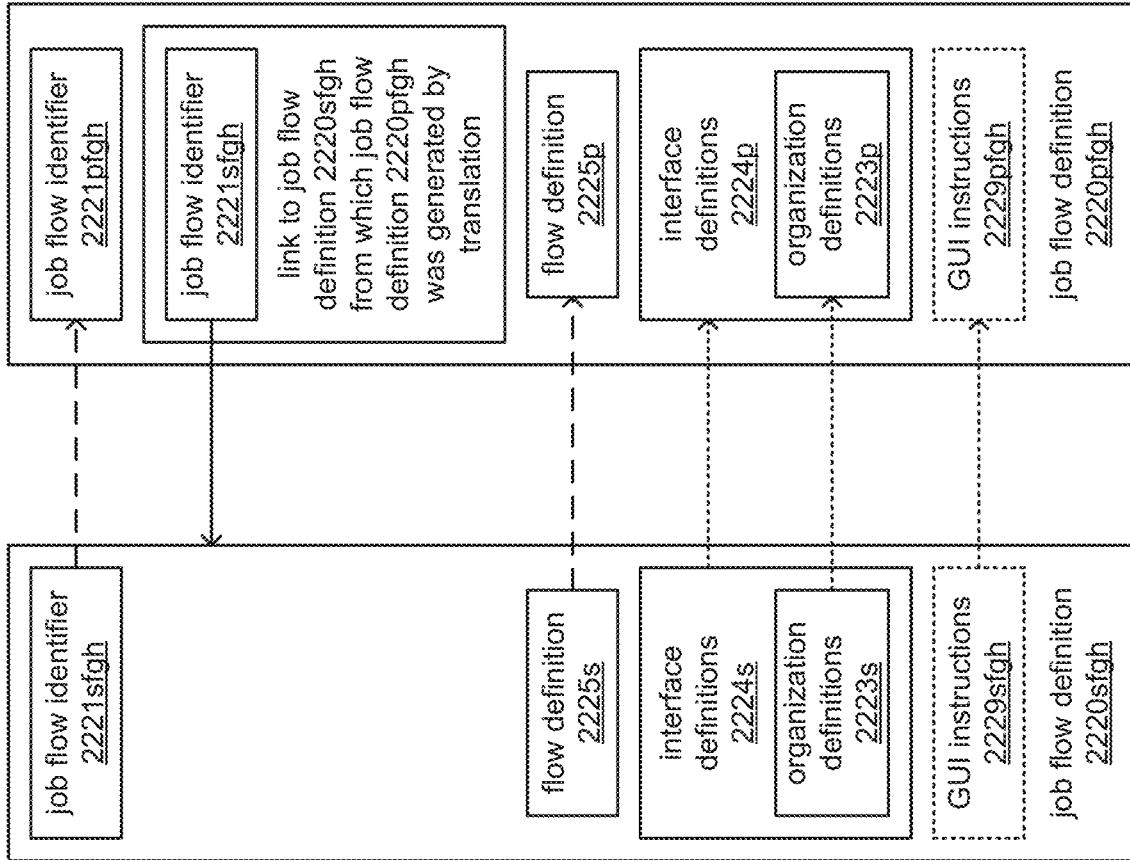 job flow identifier
2221sfgh
flow definition
2225s
interface
definitions
2224s
organization
definitions
2223s
GUI instructions
2229sfgh
job flow definition
2220sfgh
job flow identifier
2221pfgh
job flow identifier
2221sfgh
link to job flow
definition 2220sfgh
from which job flow
definition 2220pfgh
was generated by
translation
flow definition
2225p
interface
definitions
2224p
organization
definitions
2223p
GUI instructions
2229pfgh
job flow definition
2220pfgh